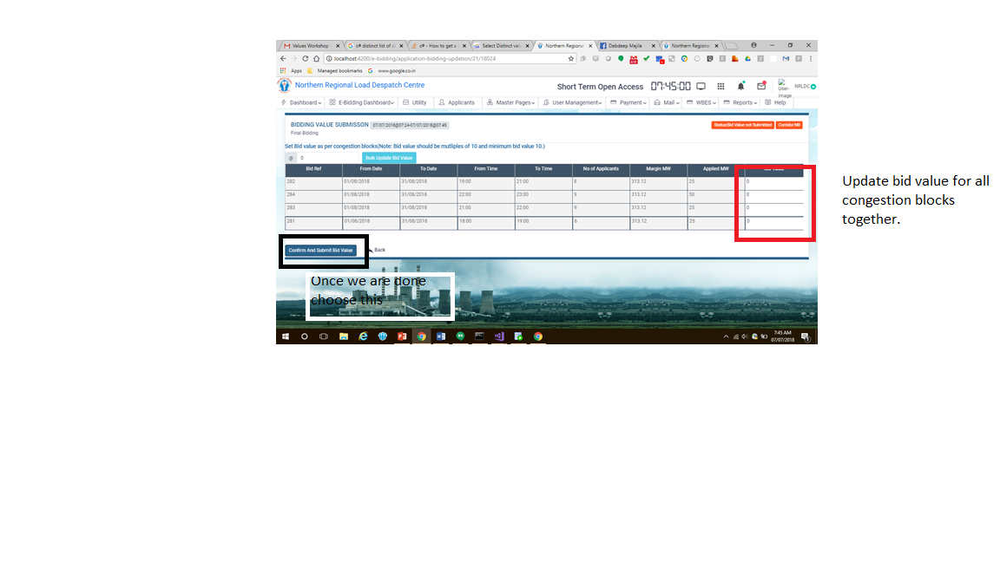 Values Workshop
c# distinct list of o
c# - How to get a
Select Distinct valu
Northern Regional
Debdeep Majila
Northern Regional
localhost:4200/e-bidding/application-bidding-updation/21/18024
Apps Managed bookmarks www.google.co.in
Northern Regional Load Despatch Centre
Short Term Open Access 07:45:00
User-image
NRLDC
Dashboard E-Bidding Dashboard Utility Applicants Master Pages User Management Payment Mail WBES Reports Help
BIDDING VALUE SUBMISSON 07/07/2018@07:24-07/07/2018@07:45
Status:Bid Value not Submitted Corridor:NR
Final Bidding
Set Bid value as per congestion blocks(Note: Bid value should be mutliples of 10 and minimum bid value 10.)
@ 0 Bulk Update Bid Value
Bid Ref From Date To Date From Time To Time No of Applicants Margin MW Applied MW
282 01/08/2018 31/08/2018 19:00 21:00 8 313.12 25 0
284 01/08/2018 31/08/2018 22:00 23:00 9 313.12 50 0
283 01/08/2018 31/08/2018 21:00 22:00 9 313.12 25 0
281 01/08/2018 31/08/2018 18:00 19:00 6 313.12 25 0
Confirm And Submit Bid Value Back
Update bid value for all
congestion blocks
together.
Once we are done
choose this
7:45 AM
07/07/2018